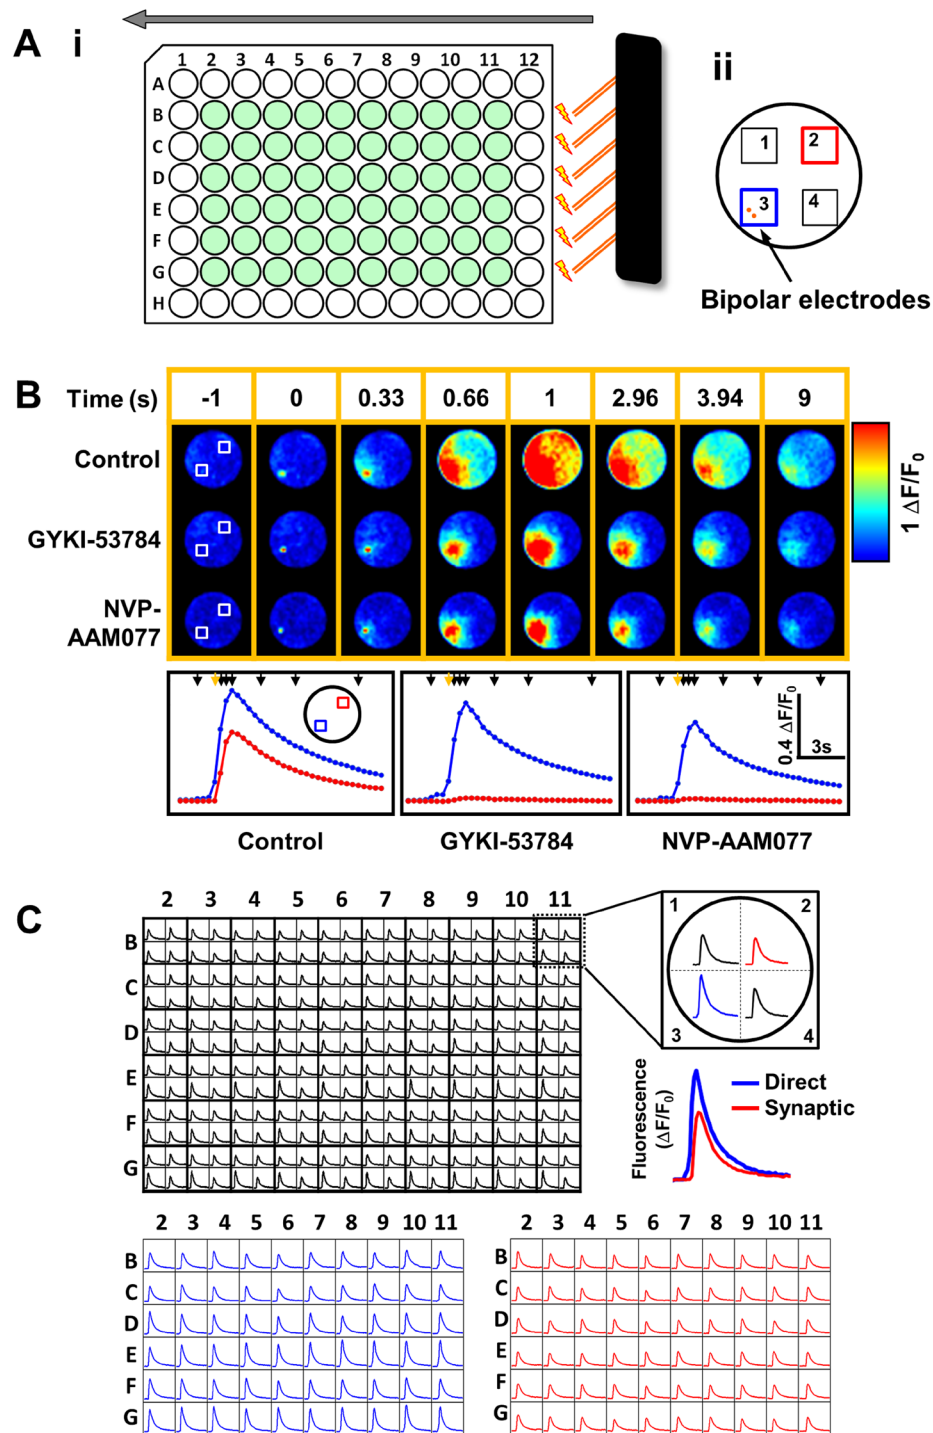 A i
ii
1 2 3 4 5 6 7 8 9 10 11 12
A
B
C
D
E
F
G
H
1 2
3 4
Bipolar electrodes
B
Time (s) -1 0 0.33 0.66 1 2.96 3.94 9
Control
GYKI-53784
NVP-
AAM077
1 ΔF/F0
0.4 ΔF/F0
3s
Control GYKI-53784 NVP-AAM077
C
2 3 4 5 6 7 8 9 10 11
B
C
D
E
F
G
1 2
3 4
Fluorescence
(ΔF/F0)
Direct
Synaptic
2 3 4 5 6 7 8 9 10 11
B
C
D
E
F
G
2 3 4 5 6 7 8 9 10 11
B
C
D
E
F
G